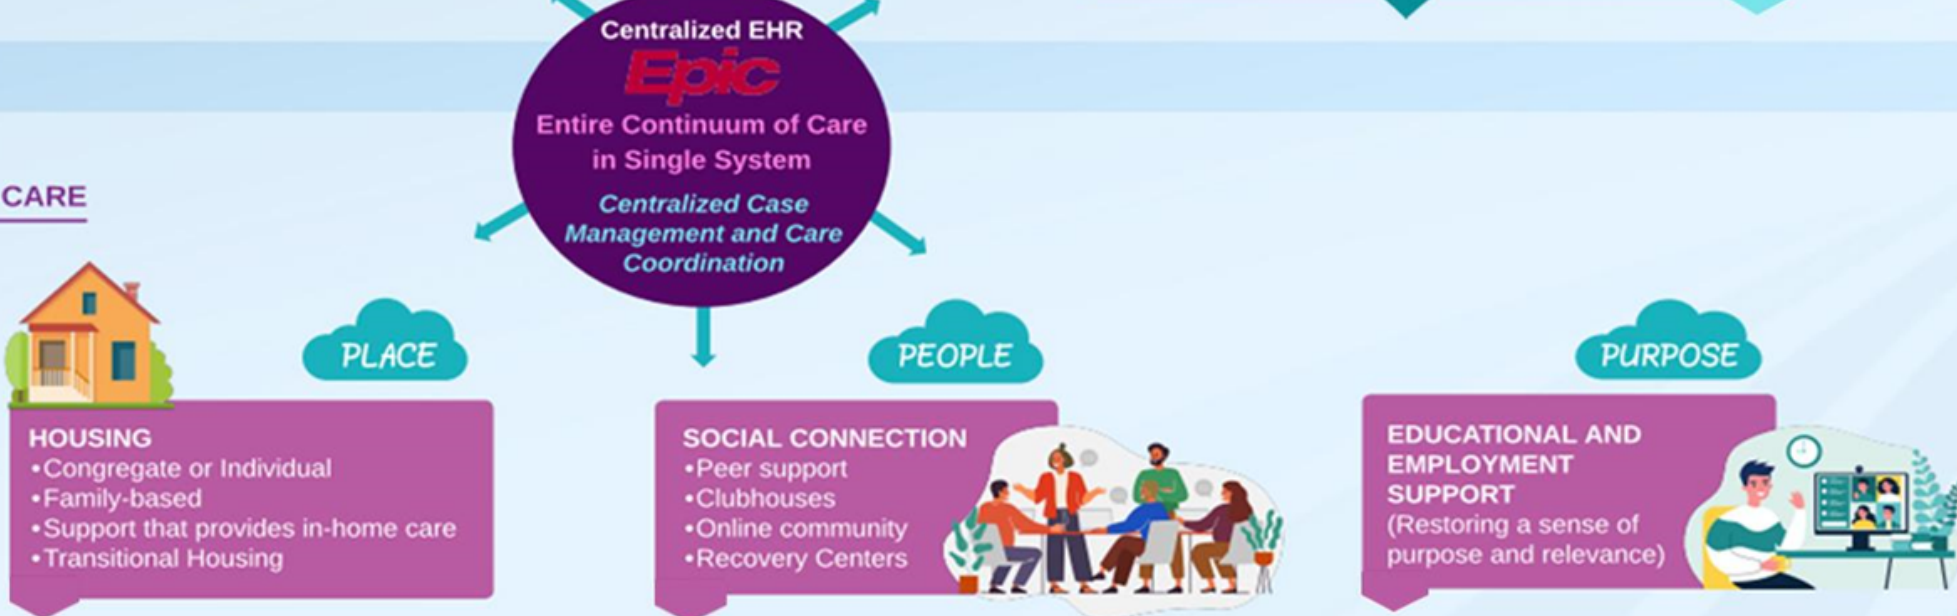 Centralized EHR
Epic
Entire Continuum of Care
in Single System
Centralized Case
Management and Care
Coordination
CARE
PLACE
HOUSING
•Congregate or Individual
•Family-based
•Support that provides in-home care
•Transitional Housing
PEOPLE
SOCIAL CONNECTION
•Peer support
•Clubhouses
•Online community
•Recovery Centers
PURPOSE
EDUCATIONAL AND
EMPLOYMENT
SUPPORT
(Restoring a sense of
purpose and relevance)